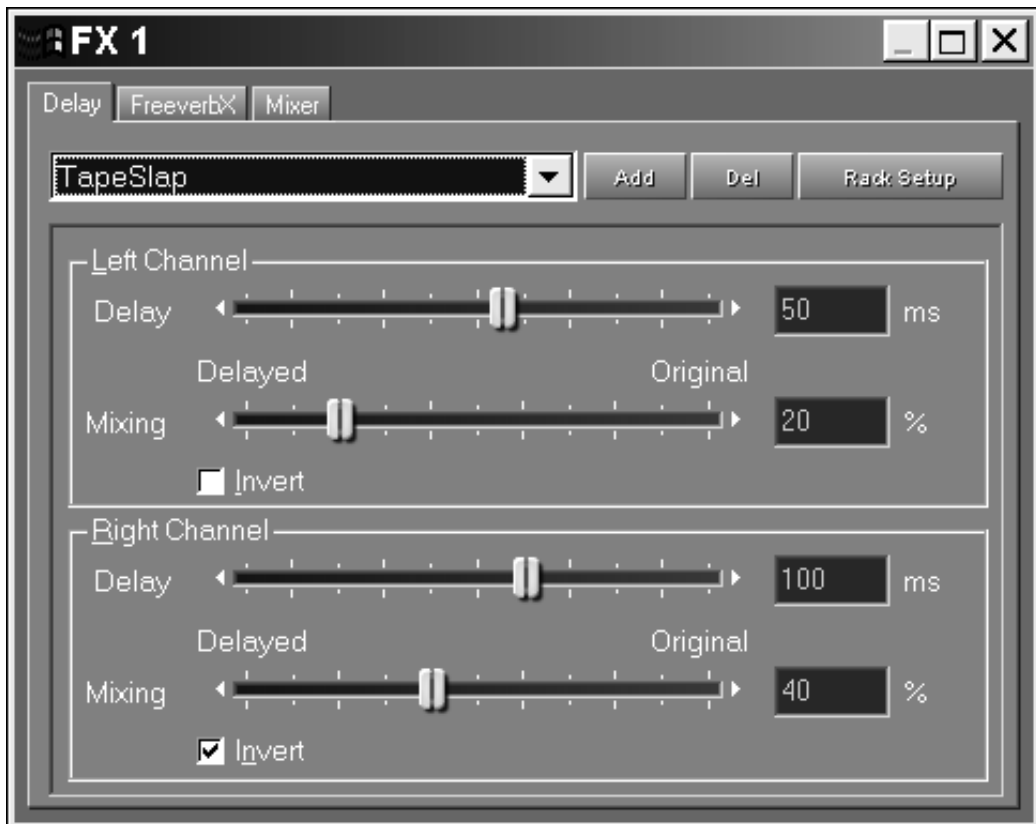 FX 1
Delay FreeverbX Mixer
TapeSlap Add Del Rack Setup
Left Channel
Delay 50 ms
Delayed Original
Mixing 20 %
Invert
Right Channel
Delay 100 ms
Delayed Original
Mixing 40 %
Invert